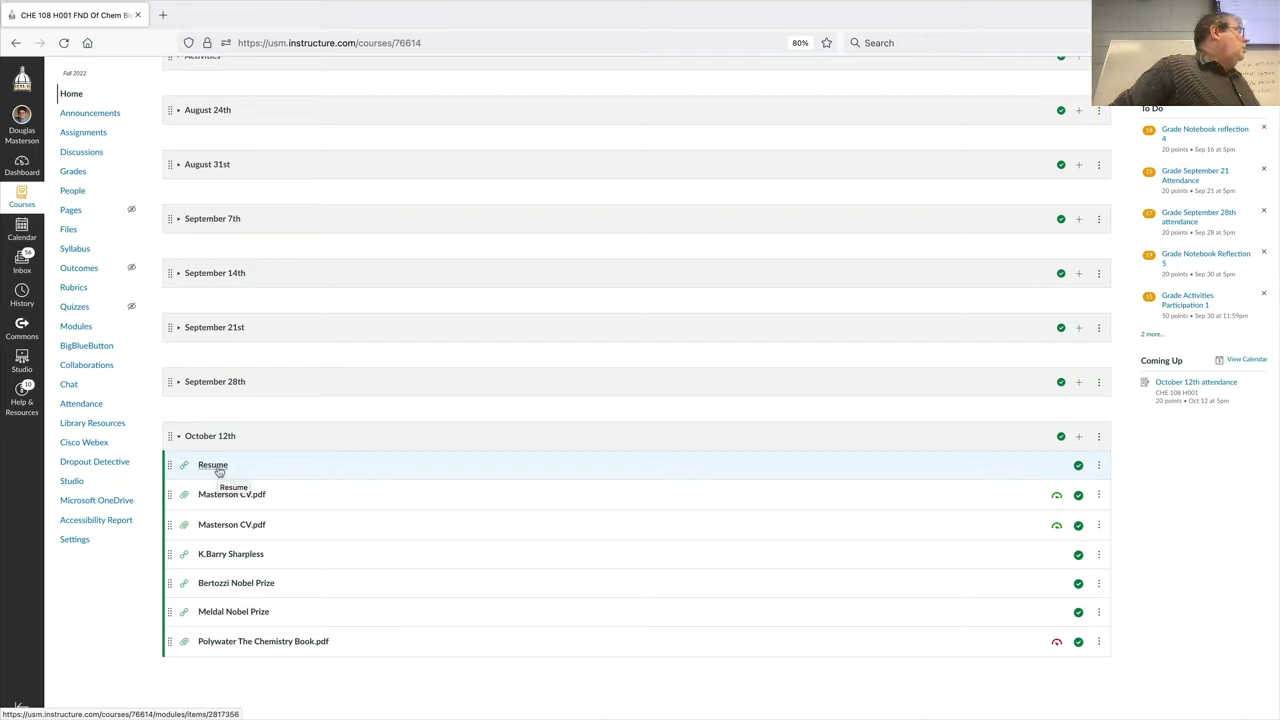 CHE 108 H001 FND Of Chem Bi
https://usm.instructure.com/courses/76614
80%
Search
Douglas
Masterson
Dashboard
Courses
Calendar
56
Inbox
History
Commons
Studio
10
Help &
Resources
Fall 2022
Home
Announcements
Assignments
Discussions
Grades
People
Pages
Files
Syllabus
Outcomes
Rubrics
Quizzes
Modules
BigBlueButton
Collaborations
Chat
Attendance
Library Resources
Cisco Webex
Dropout Detective
Studio
Microsoft OneDrive
Accessibility Report
Settings
Activities
August 24th
August 31st
September 7th
September 14th
September 21st
September 28th
October 12th
Resume
Resume
Masterson CV.pdf
Masterson CV.pdf
K.Barry Sharpless
Bertozzi Nobel Prize
Meldal Nobel Prize
Polywater The Chemistry Book.pdf
To Do
Grade Notebook reflection
4
20 points • Sep 16 at 5pm
Grade September 21
Attendance
20 points • Sep 21 at 5pm
17
Grade September 28th
attendance
20 points • Sep 28 at 5pm
19
Grade Notebook Reflection
5
20 points • Sep 30 at 5pm
Grade Activities
Participation 1
50 points • Sep 30 at 11:59pm
2 more...
Coming Up
View Calendar
October 12th attendance
CHE 108 H001
20 points • Oct 12 at 5pm
https://usm.instructure.com/courses/76614/modules/items/2817356